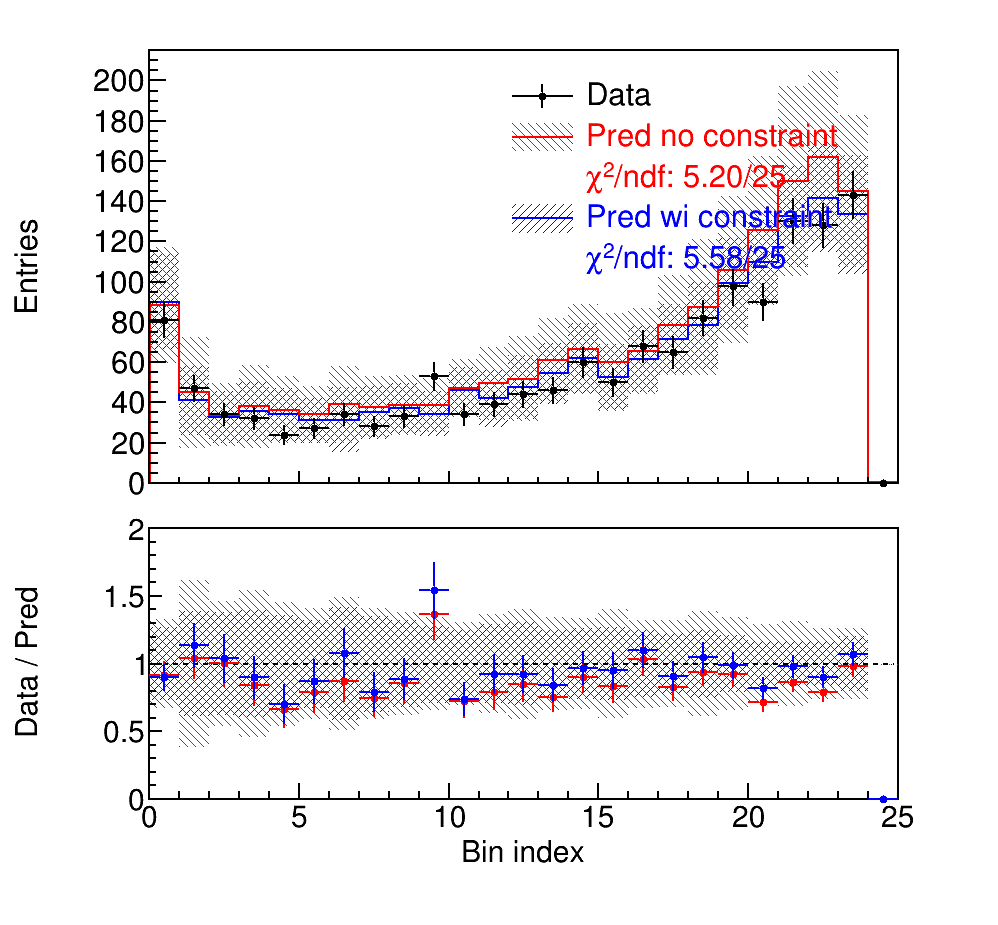 Entries
200
180
160
140
120
100
80
60
40
20
0
Data
Pred no constraint
χ²/ndf: 5.20/25
Pred wi constraint
χ²/ndf: 5.58/25
Data / Pred
2
1.5
1
0.5
0
0 5 10 15 20 25
Bin index